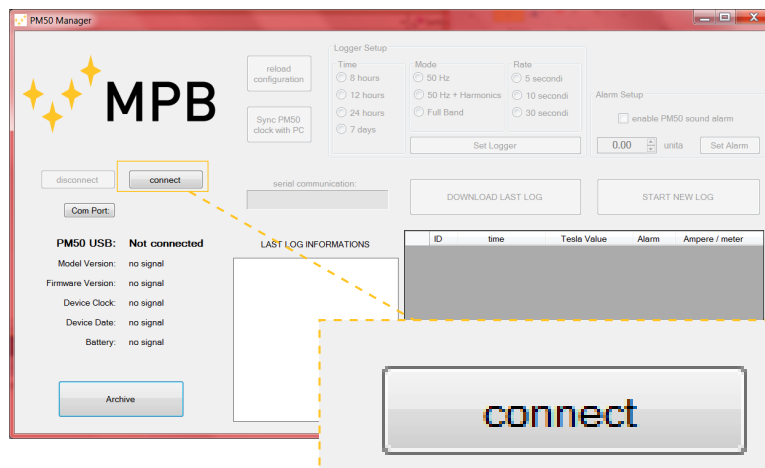 PM50 Manager
MPB
reload
configuration
Sync PM50
clock with PC
Logger Setup
Time
8 hours
12 hours
24 hours
7 days
Mode
50 Hz
50 Hz + Harmonics
Full Band
Rate
5 secondi
10 secondi
30 secondi
Set Logger
Alarm Setup
enable PM50 sound alarm
0.00 unita Set Alarm
disconnect connect
Com Port:
serial communication:
DOWNLOAD LAST LOG START NEW LOG
PM50 USB: Not connected
Model Version: no signal
Firmware Version: no signal
Device Clock: no signal
Device Date: no signal
Battery: no signal
Archive
LAST LOG INFORMATIONS
ID time Tesla Value Alarm Ampere / meter
connect